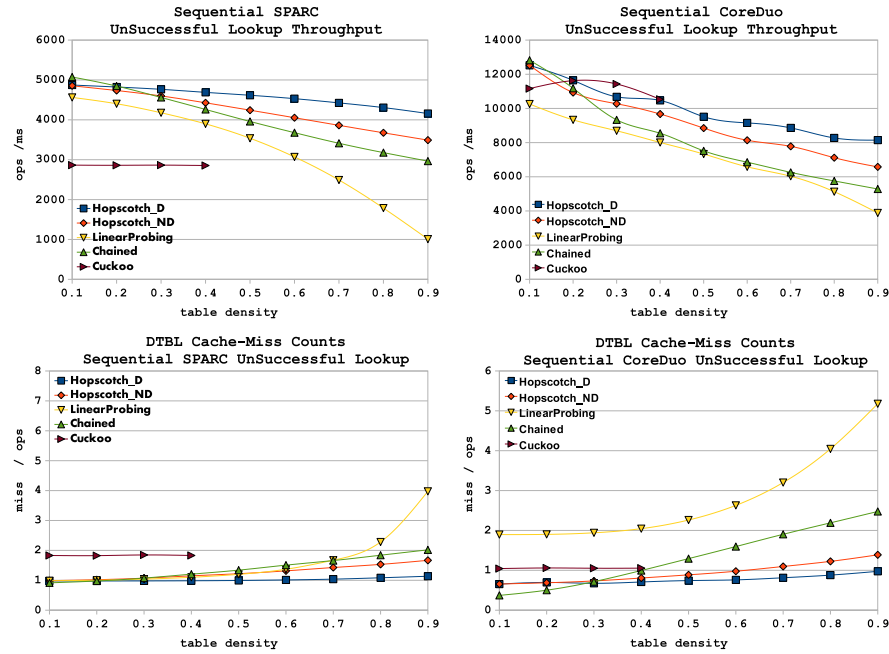 Sequential SPARC
UnSuccessful Lookup Throughput
6000
5000
4000
3000
2000
1000
0
ops /ms
Hopscotch_D
Hopscotch_ND
LinearProbing
Chained
Cuckoo
0.1 0.2 0.3 0.4 0.5 0.6 0.7 0.8 0.9
table density
Sequential CoreDuo
UnSuccessful Lookup Throughput
14000
12000
10000
8000
6000
4000
2000
0
ops/ms
Hopscotch_D
Hopscotch_ND
LinearProbing
Chained
Cuckoo
0.1 0.2 0.3 0.4 0.5 0.6 0.7 0.8 0.9
table density
DTBL Cache-Miss Counts
Sequential SPARC UnSuccessful Lookup
8
7
6
5
4
3
2
1
0
miss / ops
Hopscotch_D
Hopscotch_ND
LinearProbing
Chained
Cuckoo
0.1 0.2 0.3 0.4 0.5 0.6 0.7 0.8 0.9
table density
DTBL Cache-Miss Counts
Sequential CoreDuo UnSuccessful Lookup
6
5
4
3
2
1
0
miss / ops
Hopscotch_D
Hopscotch_ND
LinearProbing
Chained
Cuckoo
0.1 0.2 0.3 0.4 0.5 0.6 0.7 0.8 0.9
table density